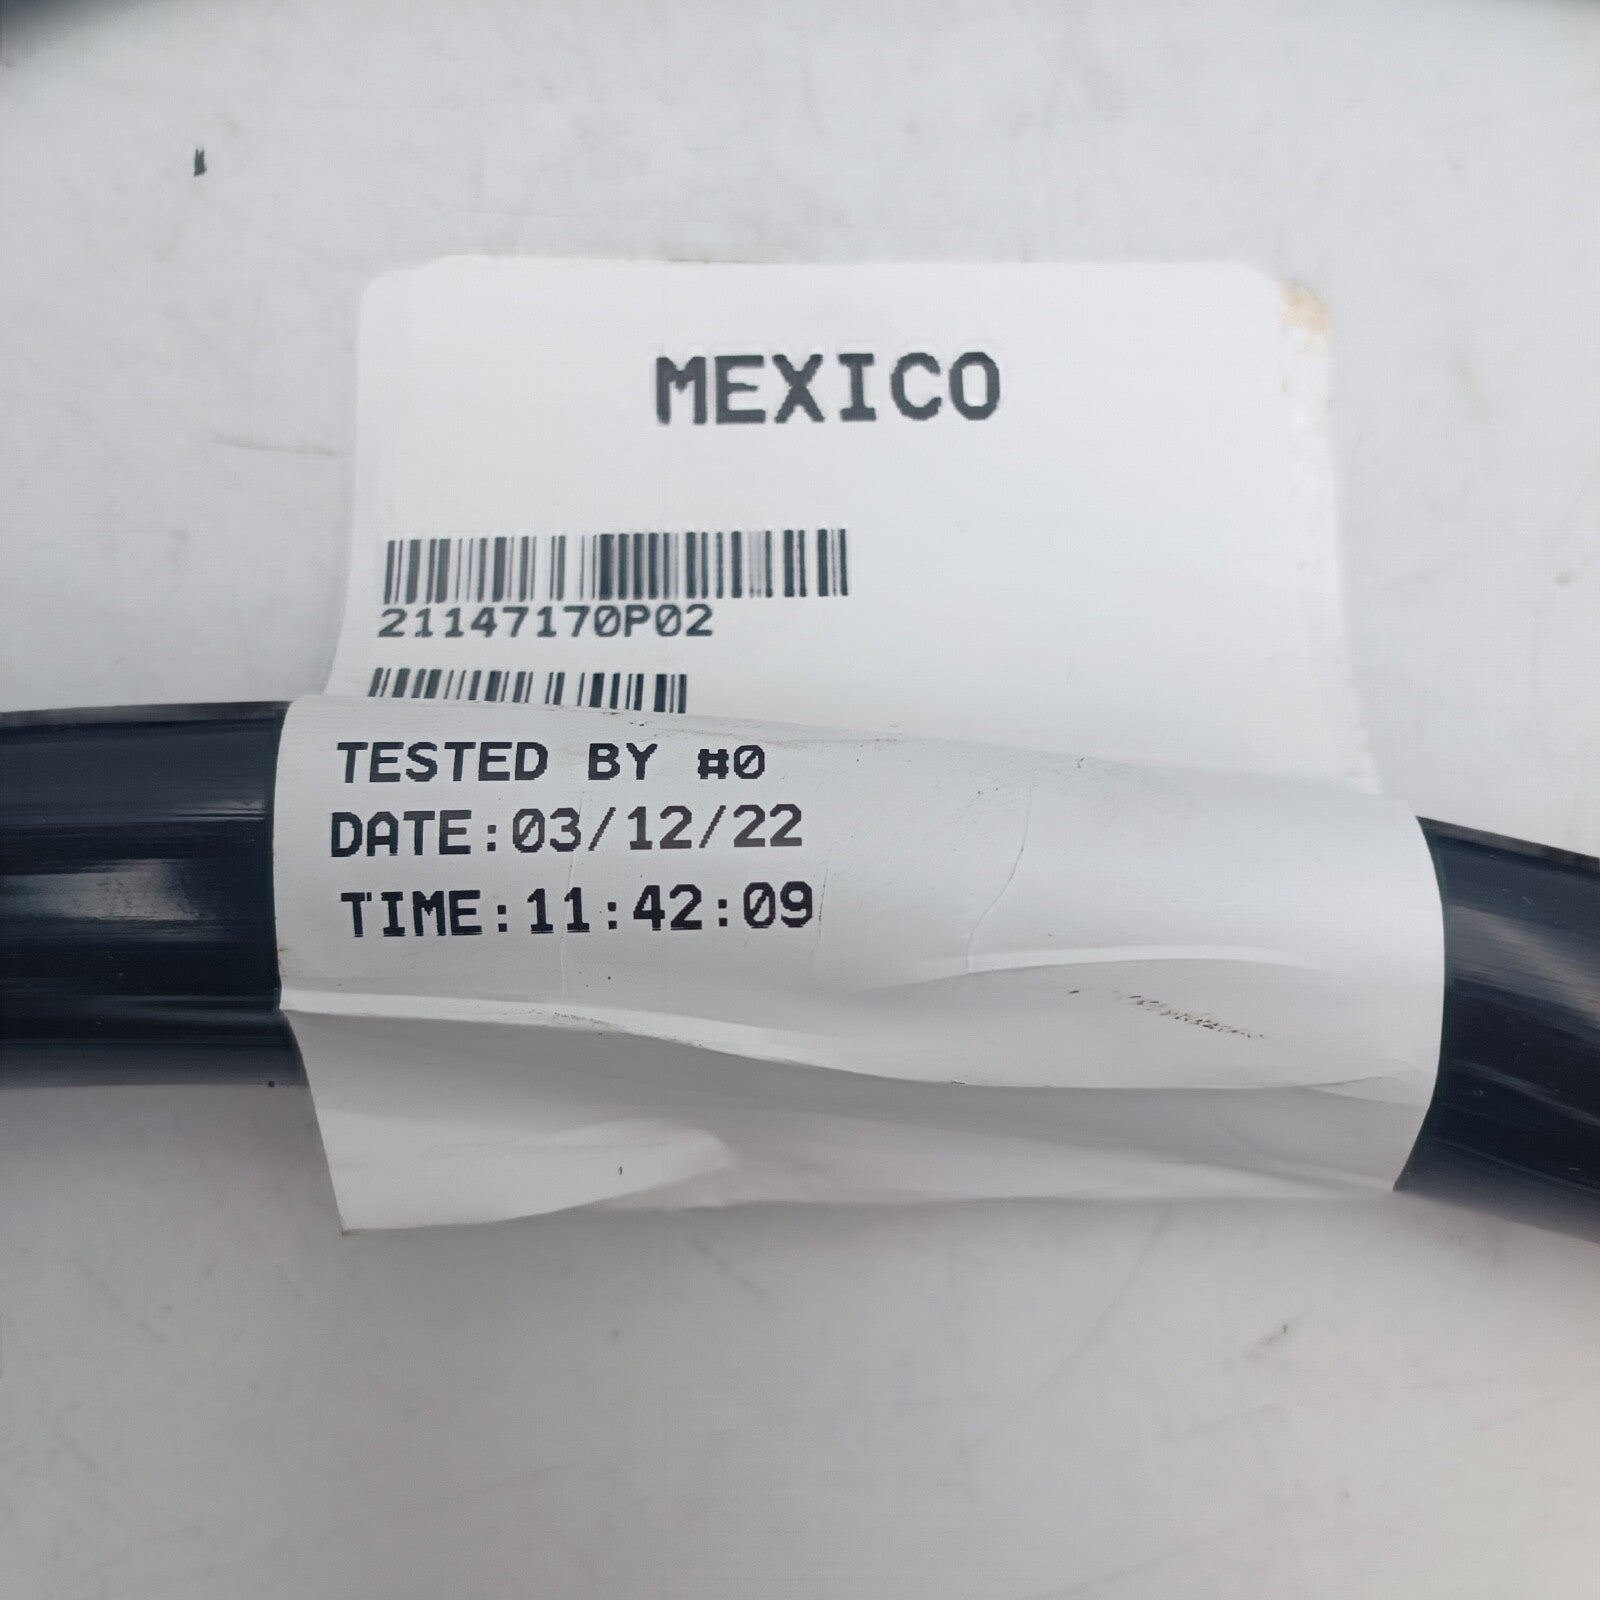 MEXICO
21147170P02
TESTED BY #0
DATE:03/12/22
TIME:11:42:09